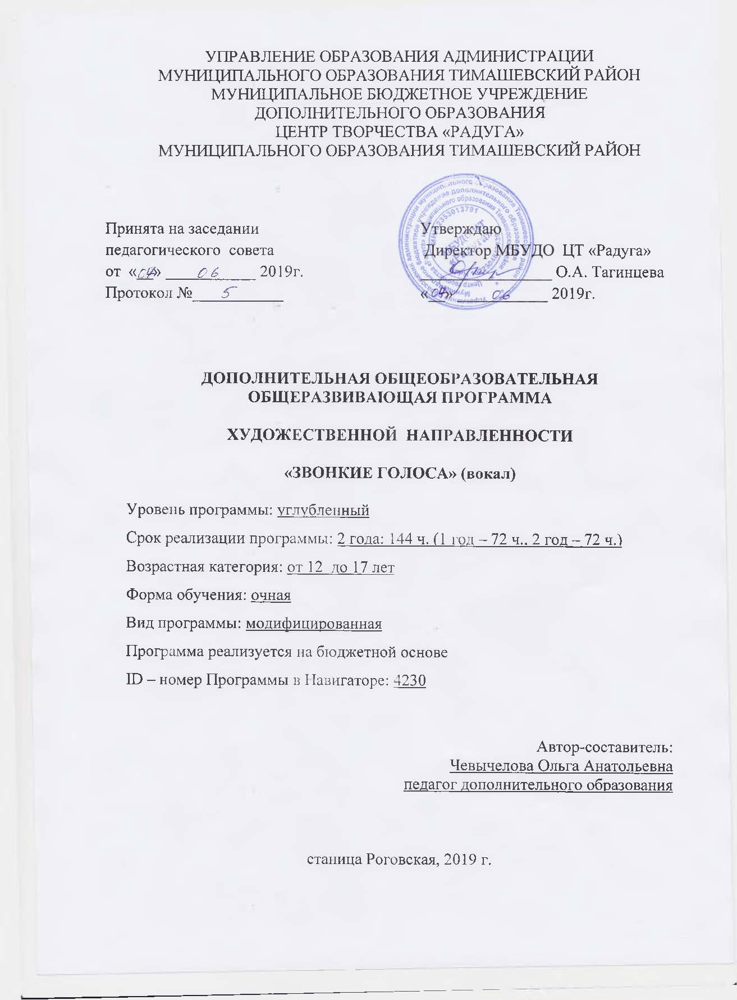 УПРАВЛЕНИЕ ОБРАЗОВАНИЯ АДМИНИСТРАЦИИ
МУНИЦИПАЛЬНОГО ОБРАЗОВАНИЯ ТИМАШЕВСКИЙ РАЙОН
МУНИЦИПАЛЬНОЕ БЮДЖЕТНОЕ УЧРЕЖДЕНИЕ
ДОПОЛНИТЕЛЬНОГО ОБРАЗОВАНИЯ
ЦЕНТР ТВОРЧЕСТВА «РАДУГА»
МУНИЦИПАЛЬНОГО ОБРАЗОВАНИЯ ТИМАШЕВСКИЙ РАЙОН
Принята на заседании
педагогического совета
от «04» 06 2019г.
Протокол № 5
Утверждаю
Директор МБУДО ЦТ «Радуга»
О.А. Тагинцева
«04» 06 2019г.
ДОПОЛНИТЕЛЬНАЯ ОБЩЕОБРАЗОВАТЕЛЬНАЯ
ОБЩЕРАЗВИВАЮЩАЯ ПРОГРАММА
ХУДОЖЕСТВЕННОЙ НАПРАВЛЕННОСТИ
«ЗВОНКИЕ ГОЛОСА» (вокал)
Уровень программы: углубленный
Срок реализации программы: 2 года: 144 ч. (1 год – 72 ч., 2 год – 72 ч.)
Возрастная категория: от 12 до 17 лет
Форма обучения: очная
Вид программы: модифицированная
Программа реализуется на бюджетной основе
ID – номер Программы в Навигаторе: 4230
Автор-составитель:
Чевычелова Ольга Анатольевна
педагог дополнительного образования
станица Роговская, 2019 г.